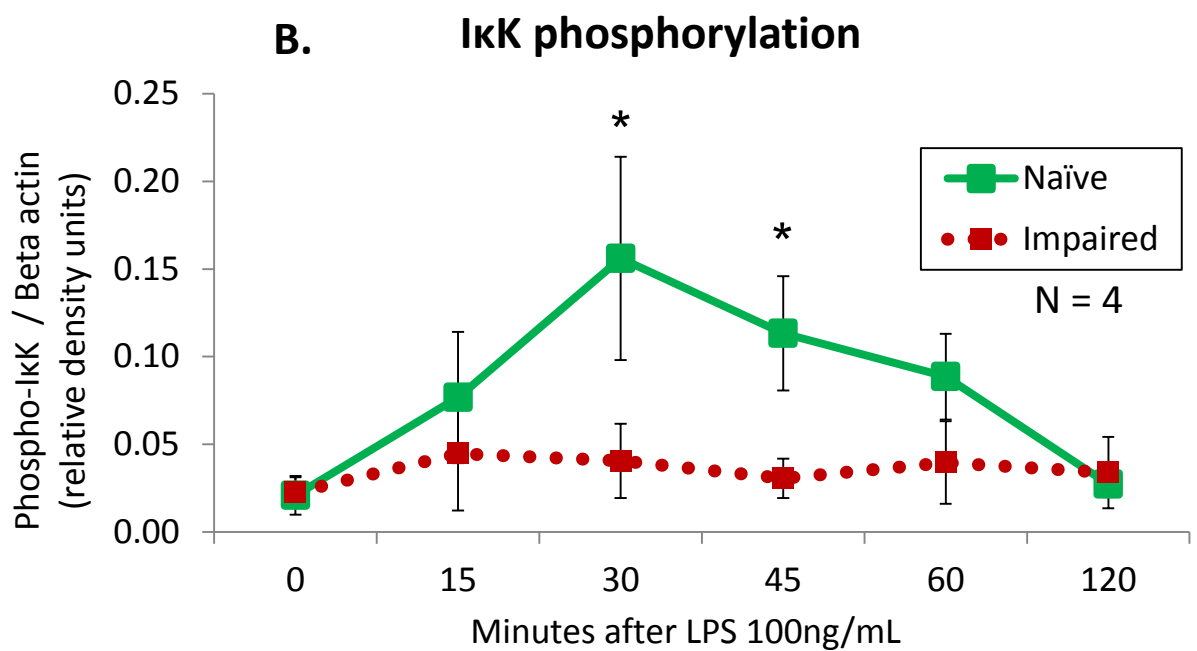 B. IκK phosphorylation
Phospho-IκK / Beta actin
(relative density units)
0.25
0.20
0.15
0.10
0.05
0.00
*
*
Naïve
Impaired
N = 4
0 15 30 45 60 120
Minutes after LPS 100ng/mL